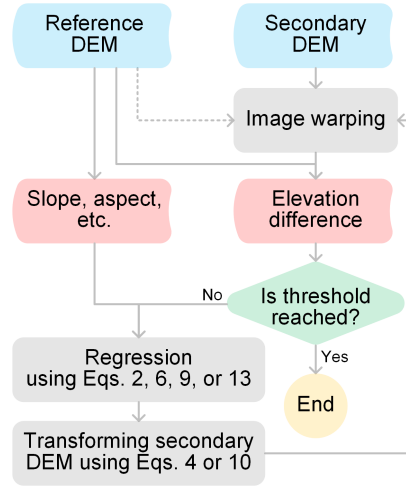 Reference
DEM
Secondary
DEM
Image warping
Slope, aspect,
etc.
Elevation
difference
No
Is threshold
reached?
Yes
Regression
using Eqs. 2, 6, 9, or 13
End
Transforming secondary
DEM using Eqs. 4 or 10